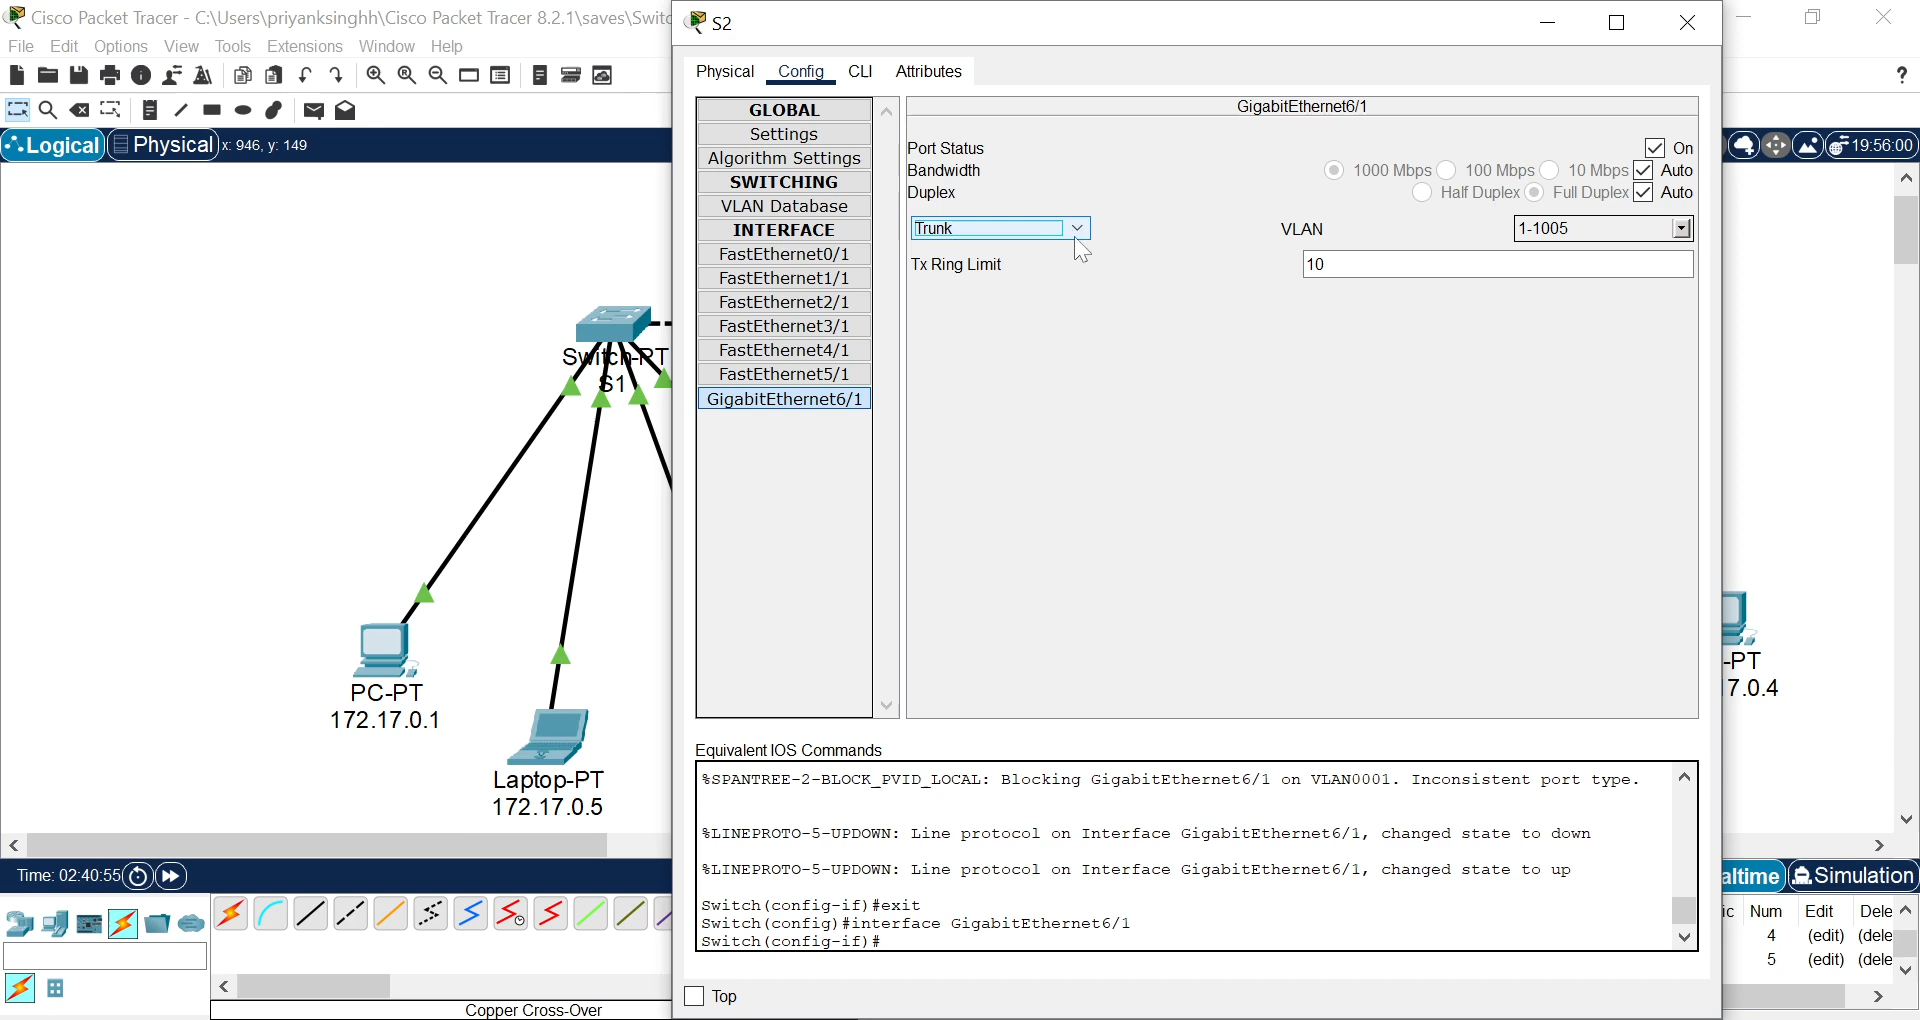 Cisco Packet Tracer - C:\Users\priyanksinghh\Cisco Packet Tracer 8.2.1\saves\Switc
File Edit Options View Tools Extensions Window Help
?
Logical Physical x: 946, y: 149
19:56:00
Switch-PT
S1
PC-PT
172.17.0.1
Laptop-PT
172.17.0.5
-PT
7.0.4
S2
Physical Config CLI Attributes
GLOBAL
Settings
Algorithm Settings
SWITCHING
VLAN Database
INTERFACE
FastEthernet0/1
FastEthernet1/1
FastEthernet2/1
FastEthernet3/1
FastEthernet4/1
FastEthernet5/1
GigabitEthernet6/1
GigabitEthernet6/1
Port Status On
Bandwidth 1000 Mbps 100 Mbps 10 Mbps Auto
Duplex Half Duplex Full Duplex Auto
Trunk VLAN 1-1005
Tx Ring Limit 10
Equivalent IOS Commands
%SPANTREE-2-BLOCK_PVID_LOCAL: Blocking GigabitEthernet6/1 on VLAN0001. Inconsistent port type.
%LINEPROTO-5-UPDOWN: Line protocol on Interface GigabitEthernet6/1, changed state to down
%LINEPROTO-5-UPDOWN: Line protocol on Interface GigabitEthernet6/1, changed state to up
Switch(config-if)#exit
Switch(config)#interface GigabitEthernet6/1
Switch(config-if)#
Top
Time: 02:40:55
altime Simulation
ic Num Edit Dele
4 (edit) (dele
5 (edit) (dele
Copper Cross-Over